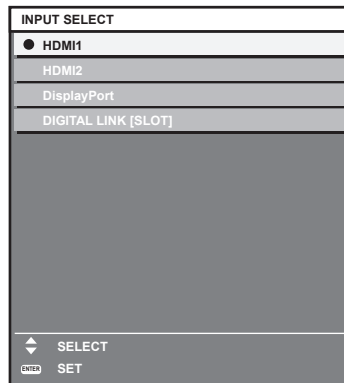 INPUT SELECT
HDMI1
HDMI2
DisplayPort
DIGITAL LINK [SLOT]
SELECT
ENTER SET